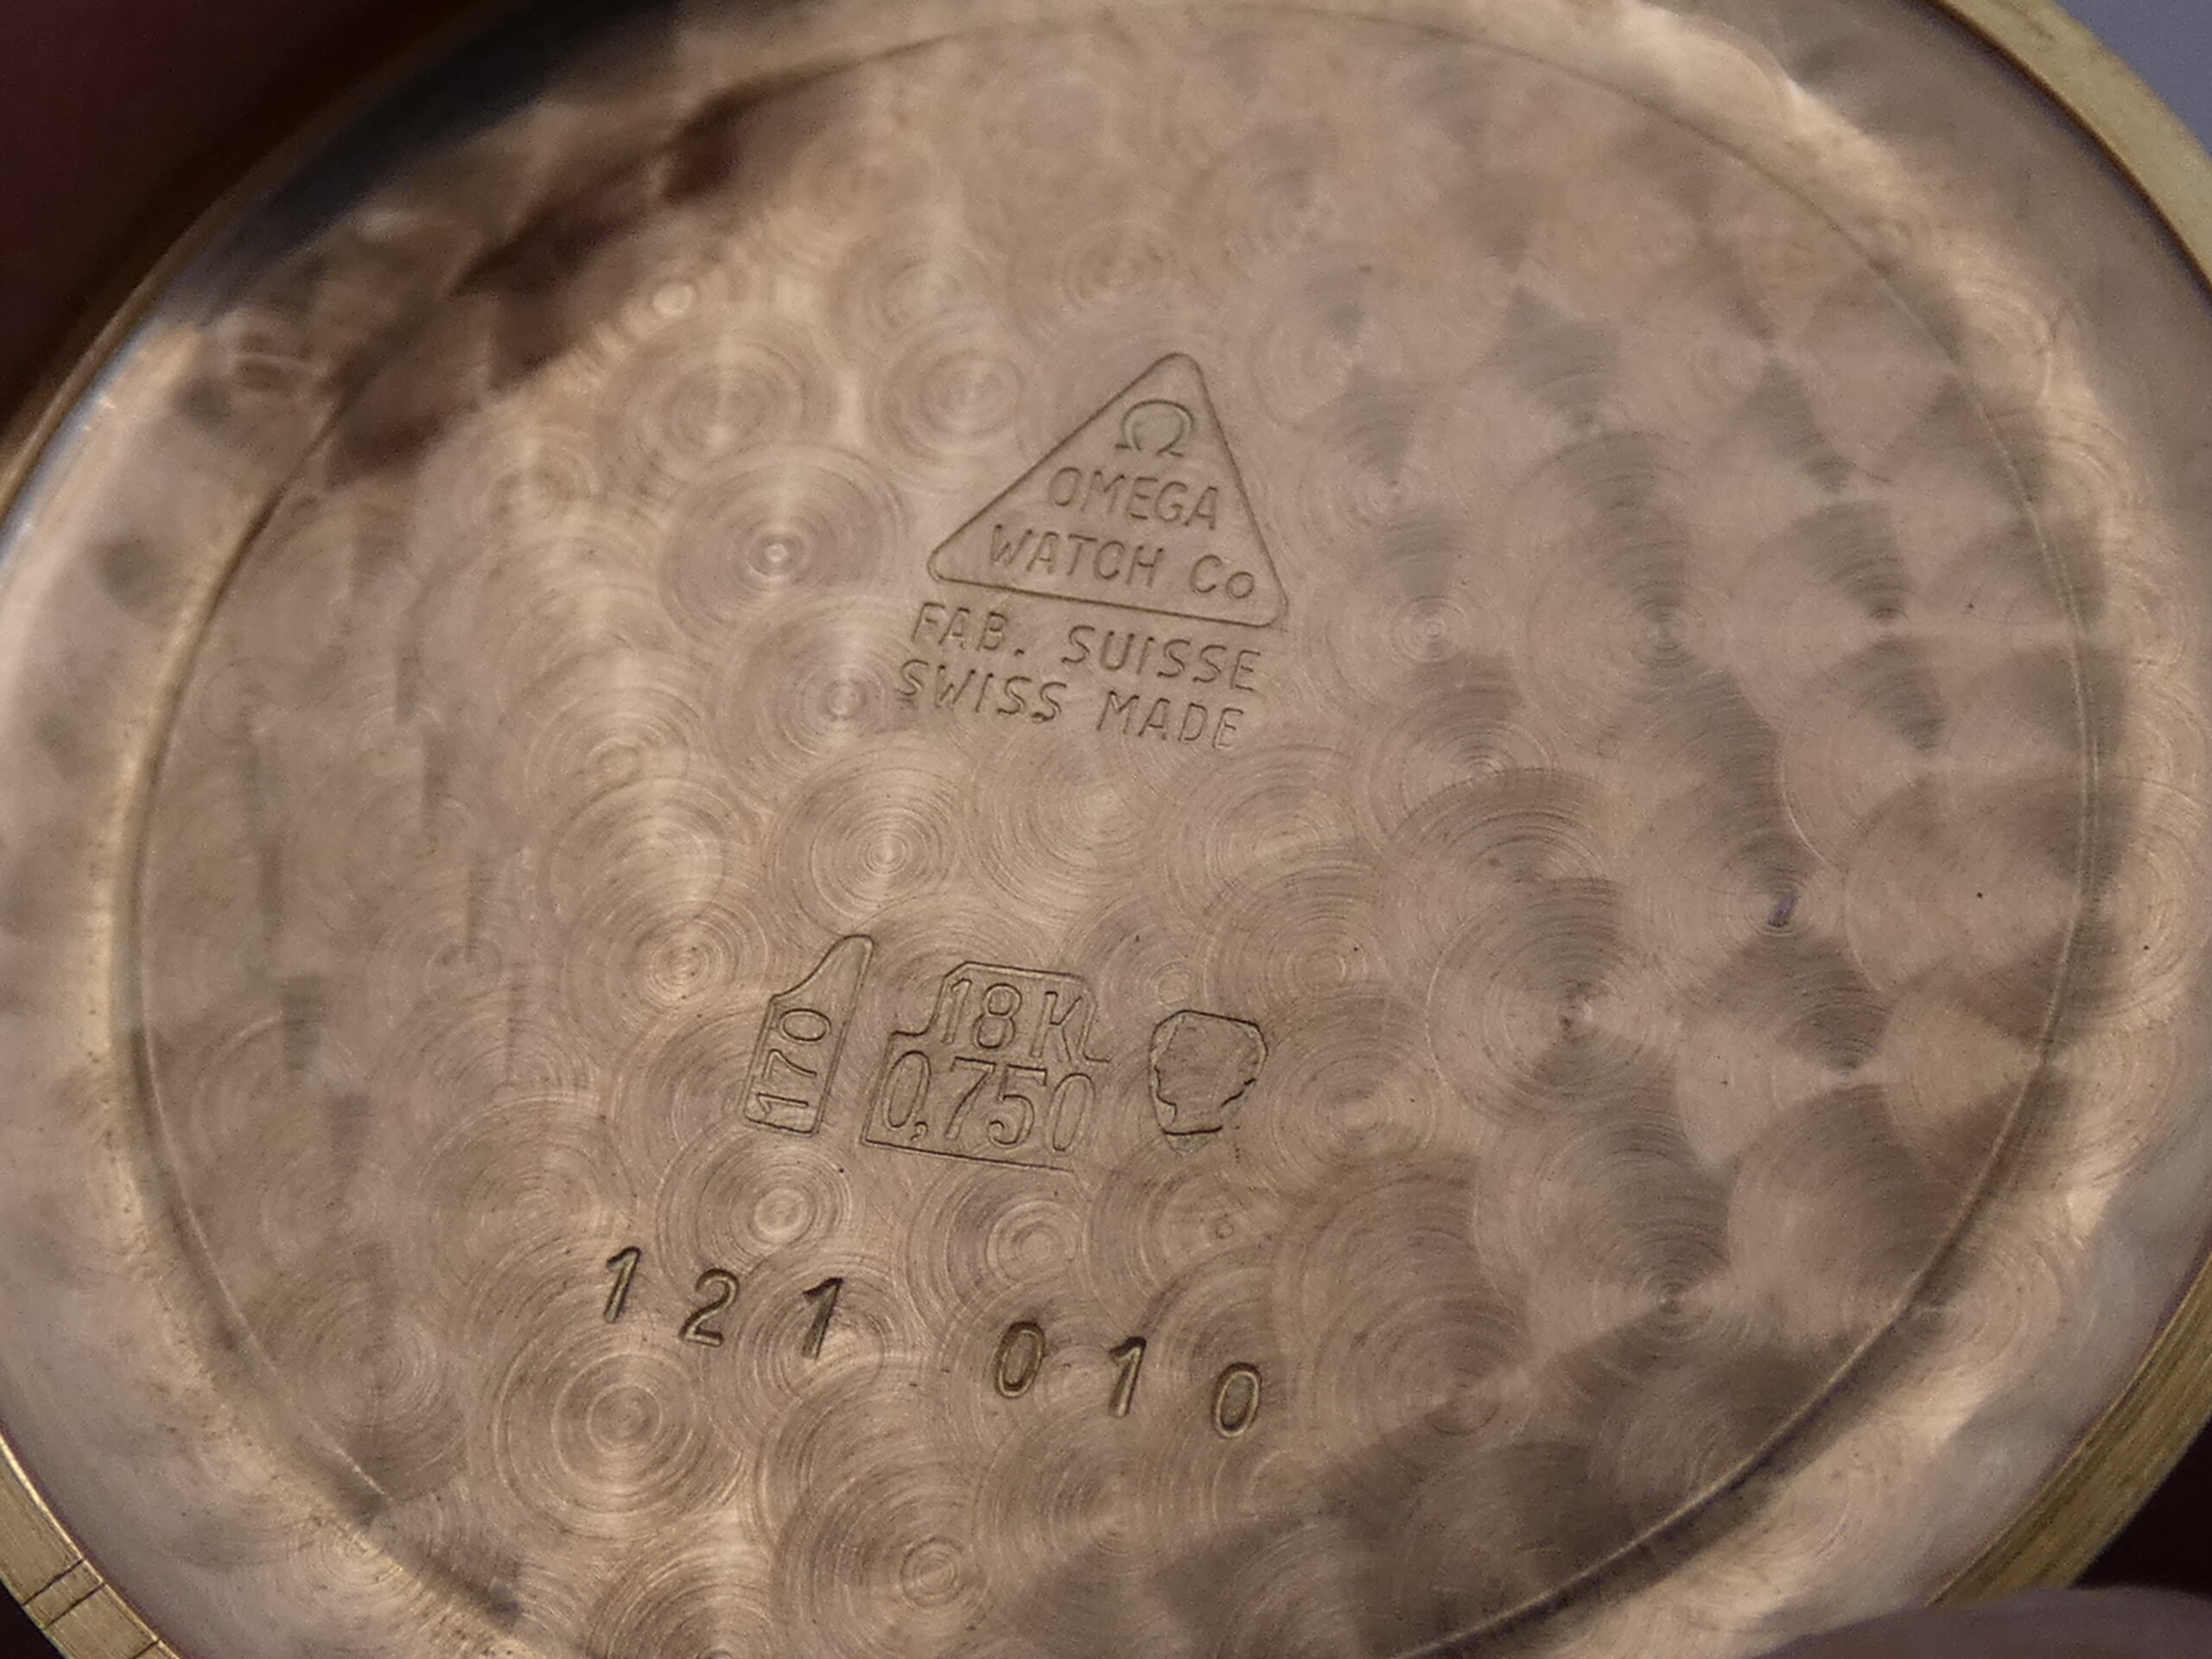 Ω
OMEGA
WATCH Co
FAB. SUISSE
SWISS MADE
170
18K
0,750
121 010